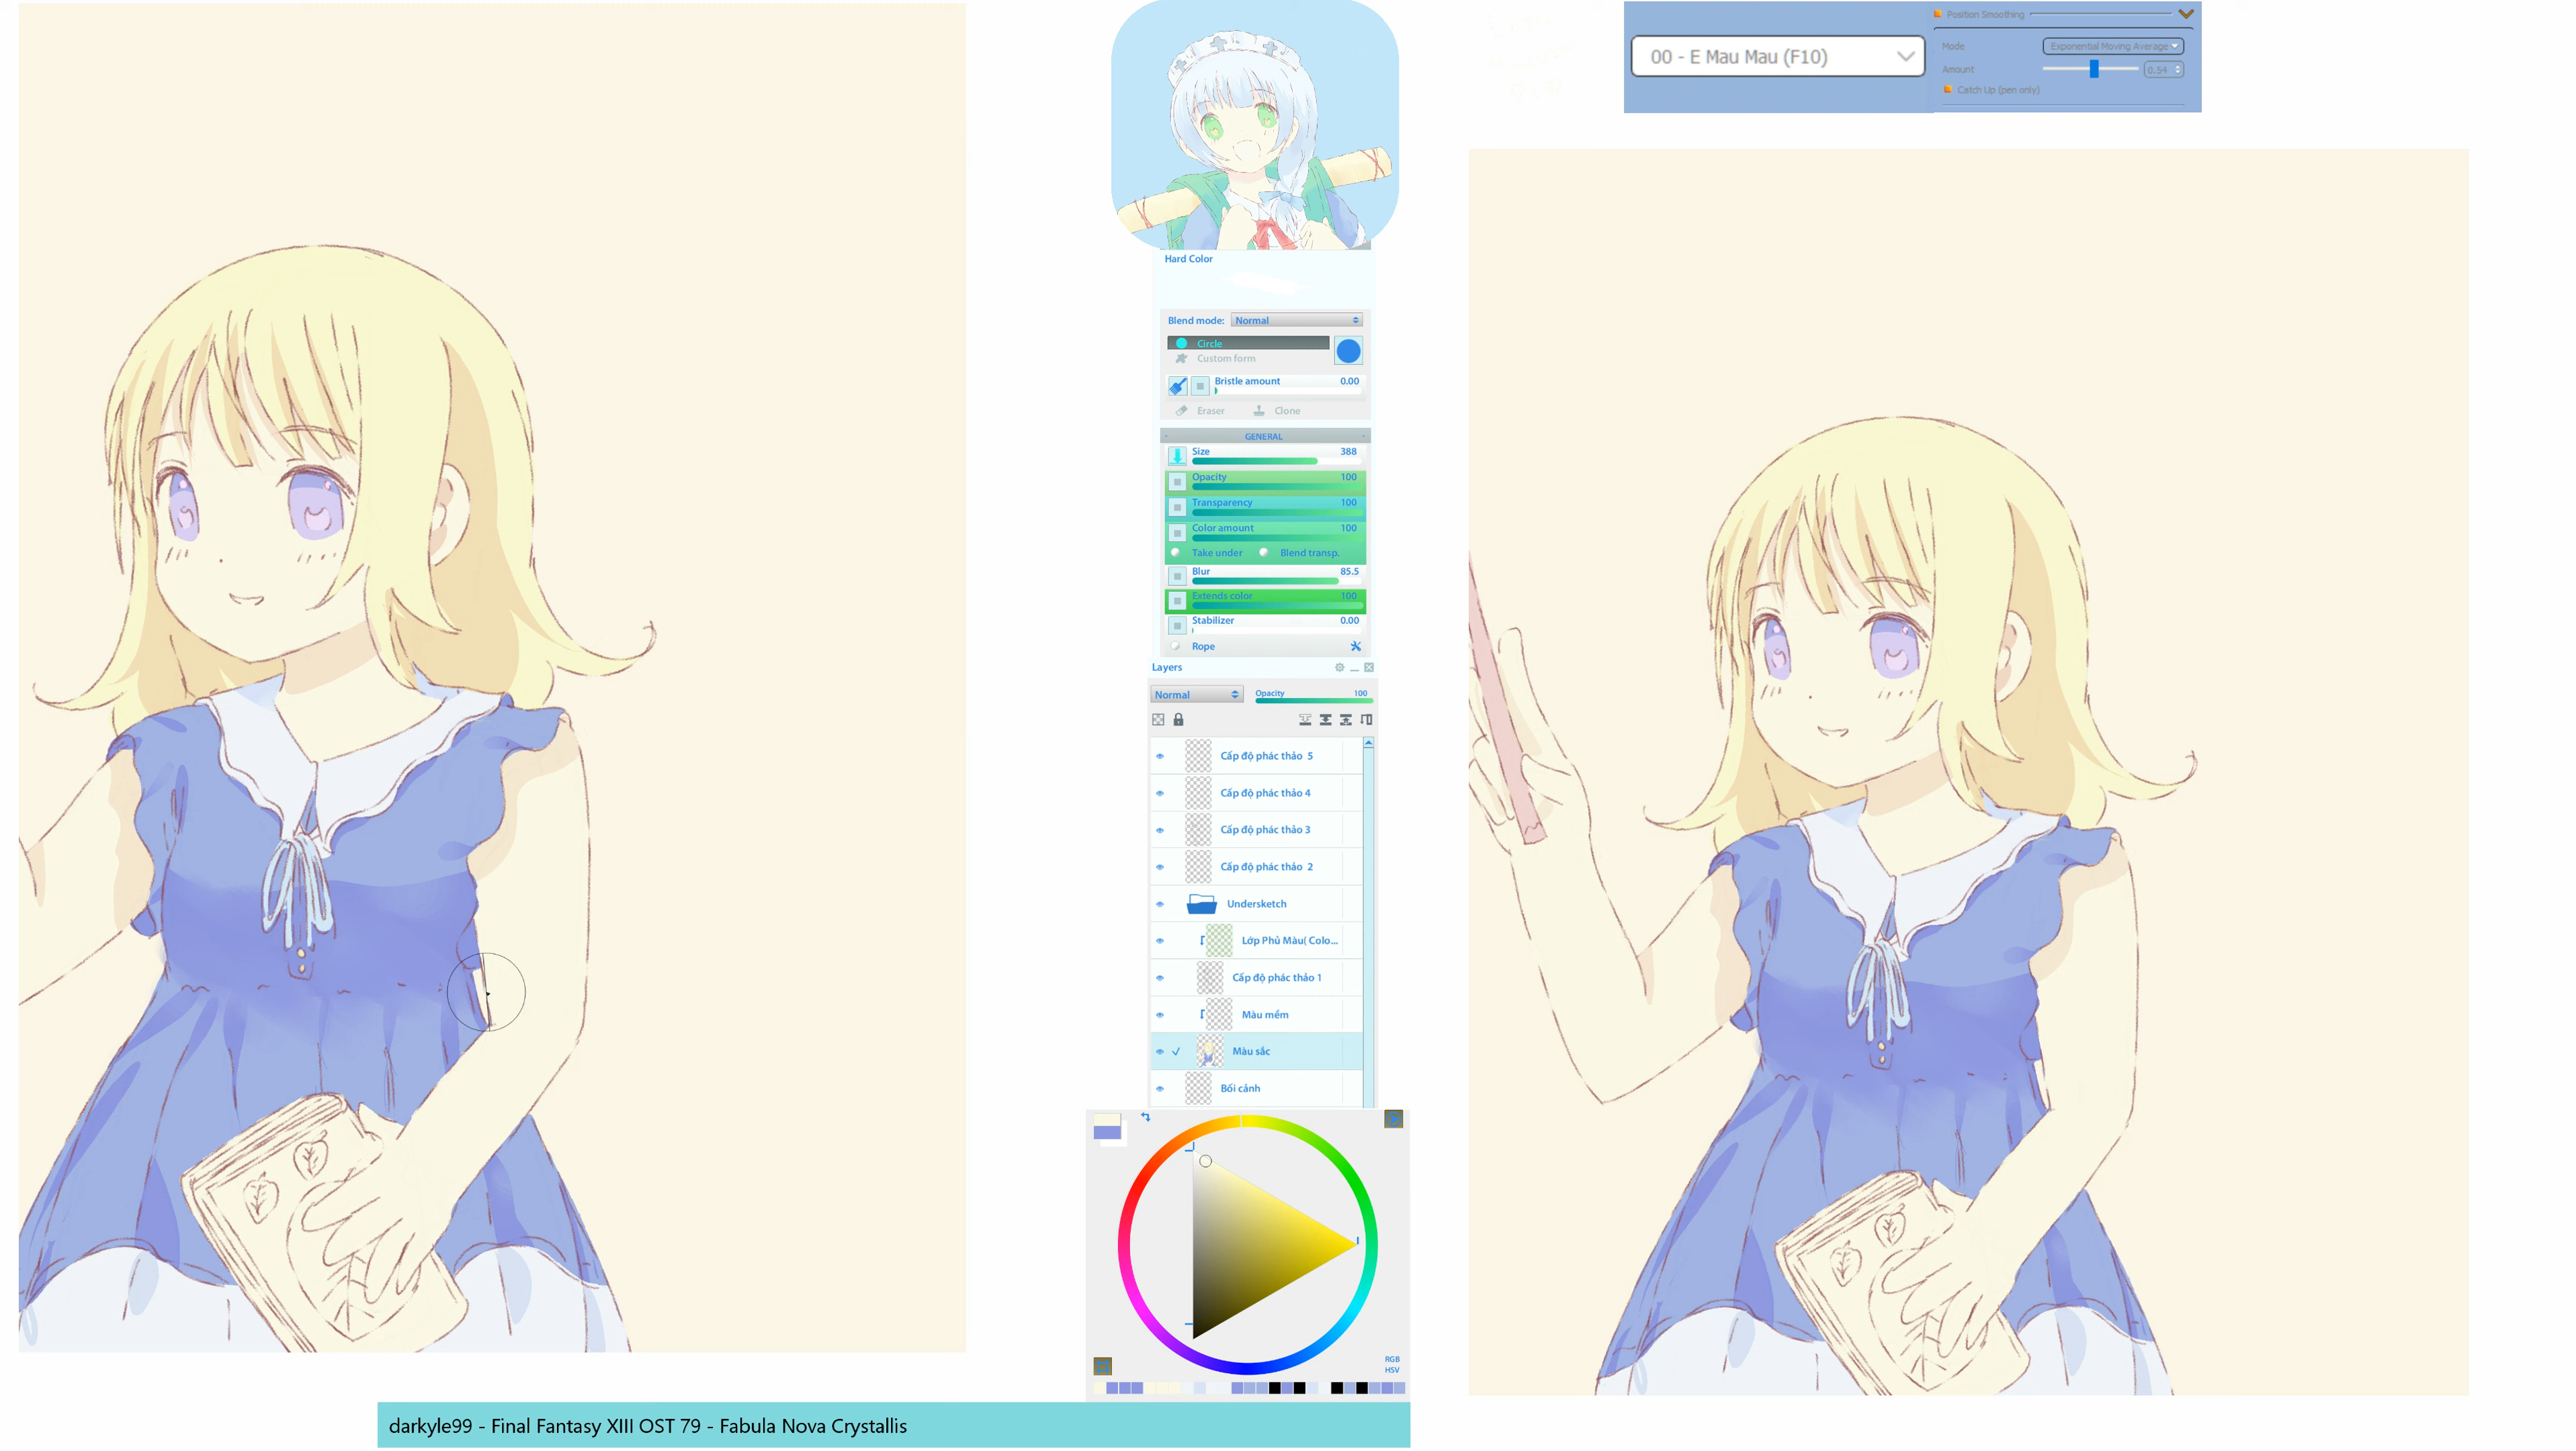 00 - E Mau Mau (F10)
Position Smoothing
Mode
Exponential Moving Average
Amount
0.54
Catch Up (pen only)
Hard Color
Blend mode:
Normal
Circle
Custom form
Bristle amount
0.00
Eraser
Clone
GENERAL
Size
388
Opacity
100
Transparency
100
Color amount
100
Take under
Blend transp.
Blur
85.5
Extends color
100
Stabilizer
0.00
Rope
Layers
Normal
Opacity
100
Cấp độ phác thảo 5
Cấp độ phác thảo 4
Cấp độ phác thảo 3
Cấp độ phác thảo 2
Undersketch
Lớp Phủ Màu( Colo...
Cấp độ phác thảo 1
Màu mềm
Màu sắc
Bối cảnh
RGB
HSV
darkyle99 - Final Fantasy XIII OST 79 - Fabula Nova Crystallis